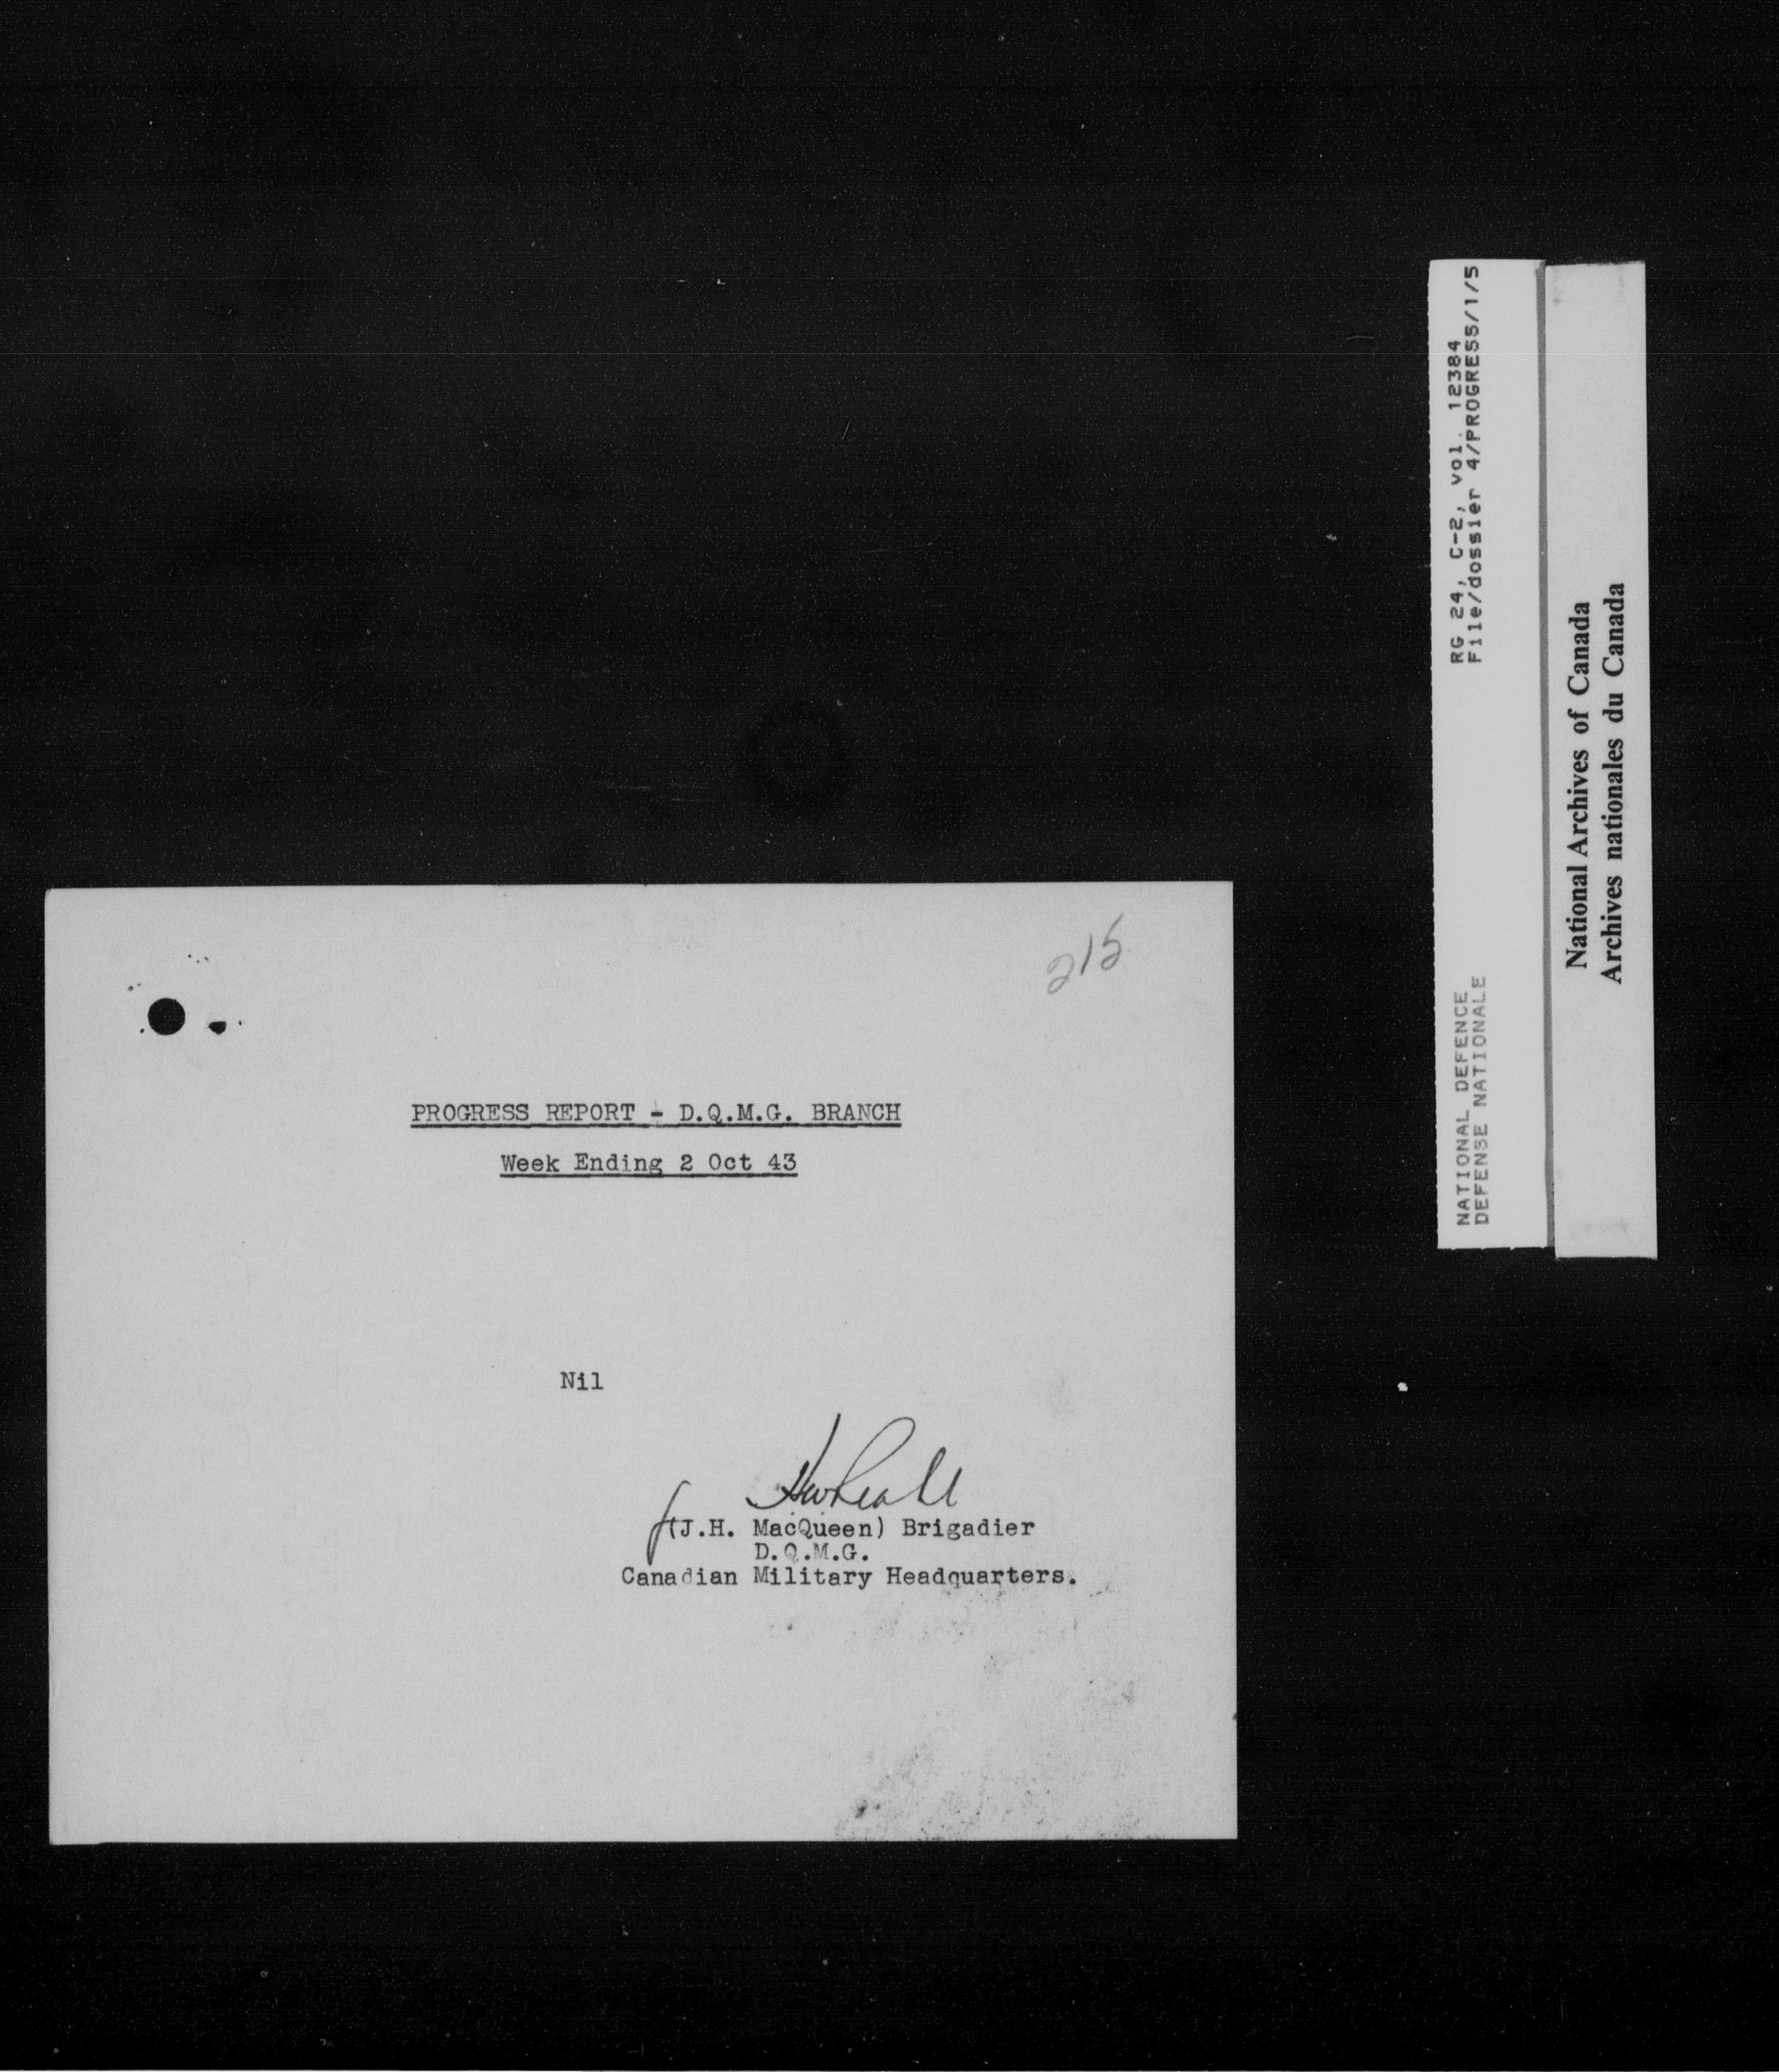 215
PROGRESS REPORT - D.Q.M.G. BRANCH
Week Ending 2 Oct 43
Nil
(J.H. MacQueen) Brigadier
D.Q.M.G.
Canadian Military Headquarters.
NATIONAL DEFENCE
DEFENSE NATIONALE
RG 24, C-2, vol. 12384
File/dossier 4/PROGRESS/1/5
National Archives of Canada
Archives nationales du Canada